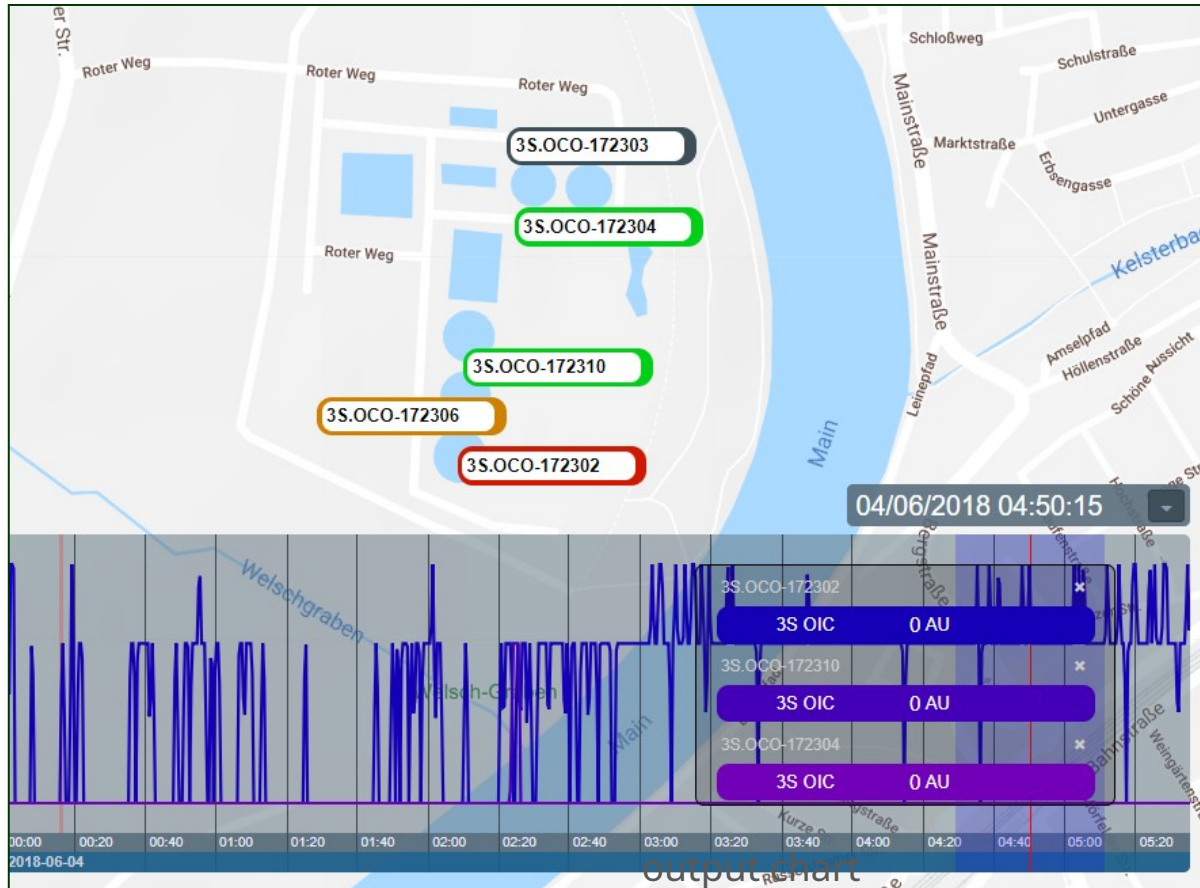 er Str.
Roter Weg
Roter Weg
Roter Weg
Schloßweg
Schulstraße
Untergasse
Mainstraße
Marktstraße
Erbsengasse
3S.OCO-172303
3S.OCO-172304
Roter Weg
Mainstraße
Kelsterba
3S.OCO-172310
Amselpfad
Höllenstraße
Schöne Aussicht
Leinepfad
3S.OCO-172306
3S.OCO-172302
Main
04/06/2018 04:50:15
Hochstraße
Bergstraße
Welschgraben
Welsch-Graben
Main
3S.OCO-172302
3S OIC 0 AU
3S.OCO-172310
3S OIC 0 AU
3S.OCO-172304
3S OIC 0 AU
Bahnstraße
Weingärtenst
00:00 00:20 00:40 01:00 01:20 01:40 02:00 02:20 02:40 03:00 03:20 03:40 04:00 04:20 04:40 05:00 05:20
2018-06-04
output chart